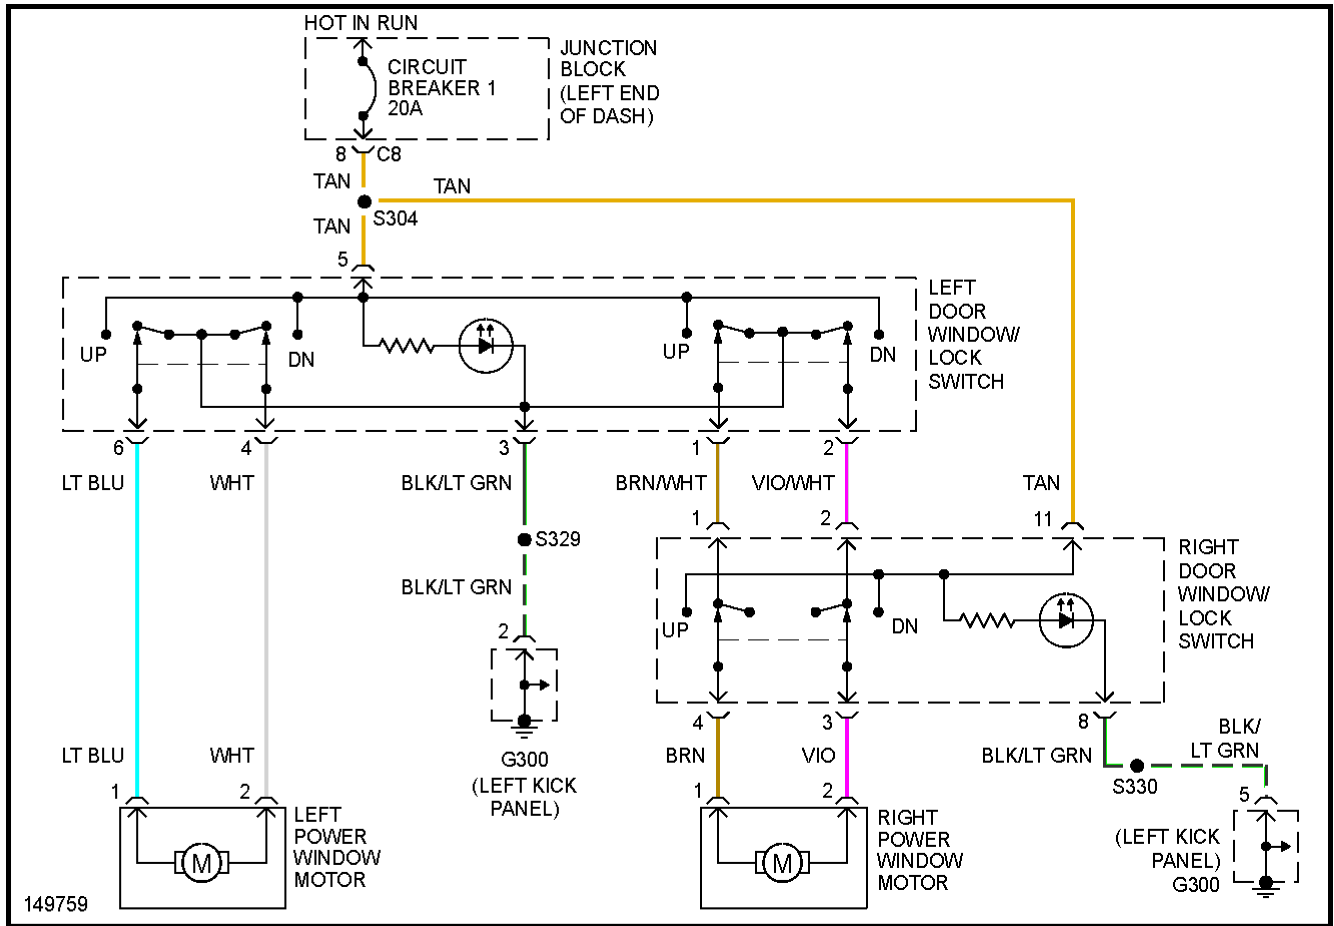 HOT IN RUN
CIRCUIT
BREAKER 1
20A
JUNCTION
BLOCK
(LEFT END
OF DASH)
8
C8
TAN
TAN
S304
TAN
5
LEFT
DOOR
WINDOW/
LOCK
SWITCH
UP
DN
UP
DN
6
4
3
1
2
LT BLU
WHT
BLK/LT GRN
BRN/WHT
VIO/WHT
TAN
1
2
11
S329
BLK/LT GRN
2
RIGHT
DOOR
WINDOW/
LOCK
SWITCH
UP
DN
4
3
8
G300
(LEFT KICK
PANEL)
LT BLU
WHT
BRN
VIO
BLK/LT GRN
BLK/
LT GRN
S330
1
2
1
2
5
LEFT
POWER
WINDOW
MOTOR
M
RIGHT
POWER
WINDOW
MOTOR
M
(LEFT KICK
PANEL)
G300
149759